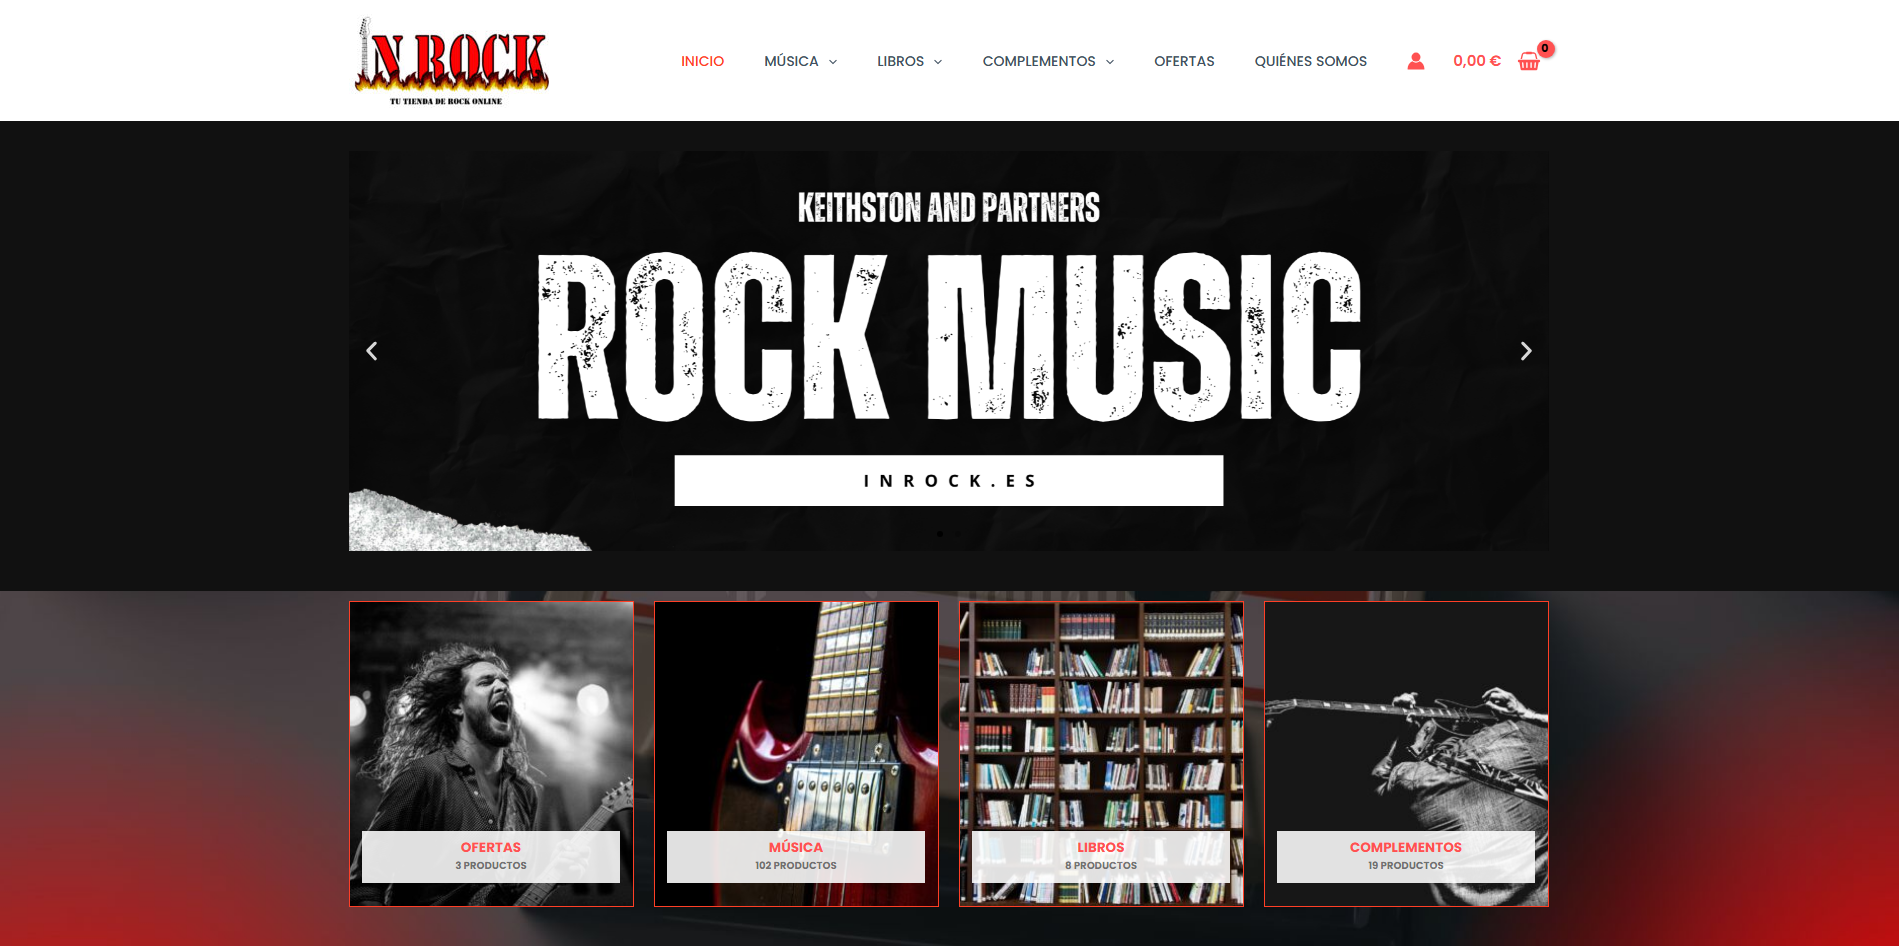 IN ROCK
TU TIENDA DE ROCK ONLINE
INICIO
MÚSICA
LIBROS
COMPLEMENTOS
OFERTAS
QUIÉNES SOMOS
0,00 €
0
KEITHSTON AND PARTNERS
ROCK MUSIC
INROCK.ES
OFERTAS
3 PRODUCTOS
MÚSICA
102 PRODUCTOS
LIBROS
8 PRODUCTOS
COMPLEMENTOS
19 PRODUCTOS